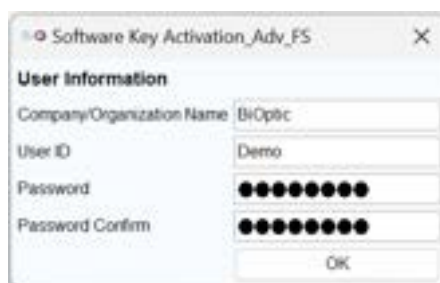 Software Key Activation_Adv_FS
User Information
Company/Organization Name BiOptic
User ID Demo
Password ●●●●●●●●
Password Confirm ●●●●●●●●
OK